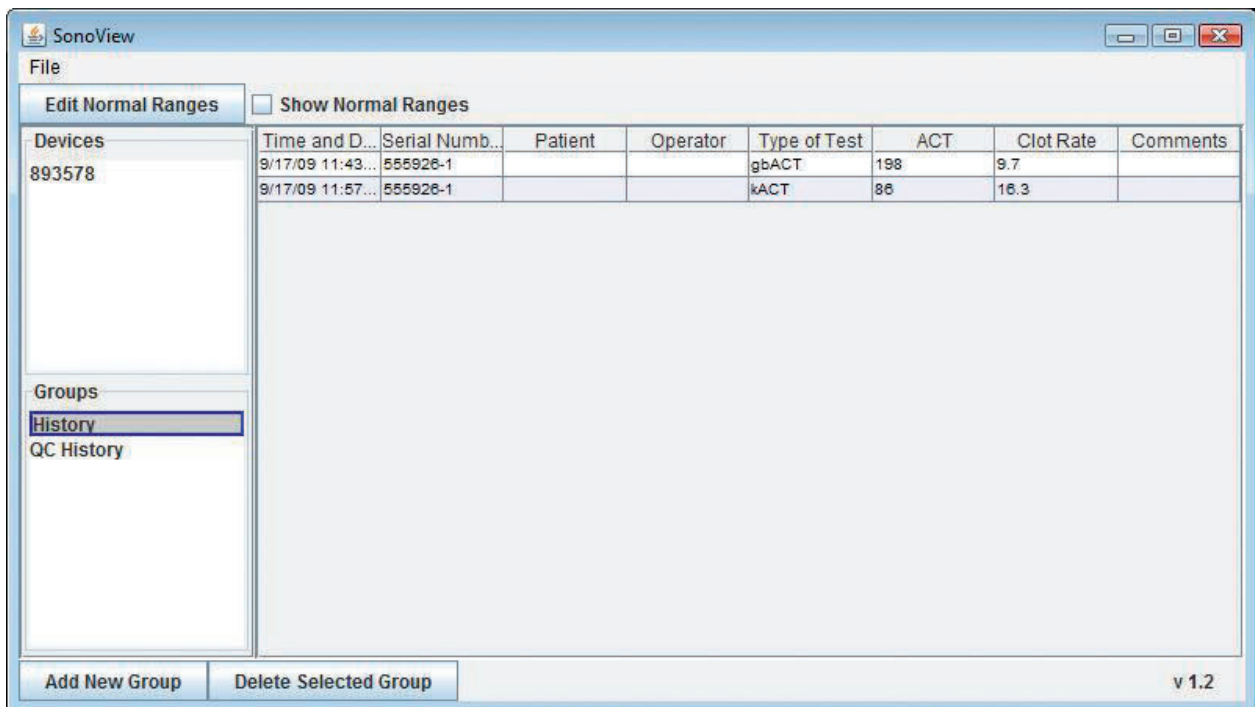 SonoView
File
Edit Normal Ranges Show Normal Ranges
Devices
893578
Time and D... Serial Numb... Patient Operator Type of Test ACT Clot Rate Comments
9/17/09 11:43... 555926-1 gbACT 198 9.7
9/17/09 11:57... 555926-1 kACT 86 16.3
Groups
History
QC History
Add New Group Delete Selected Group v 1.2